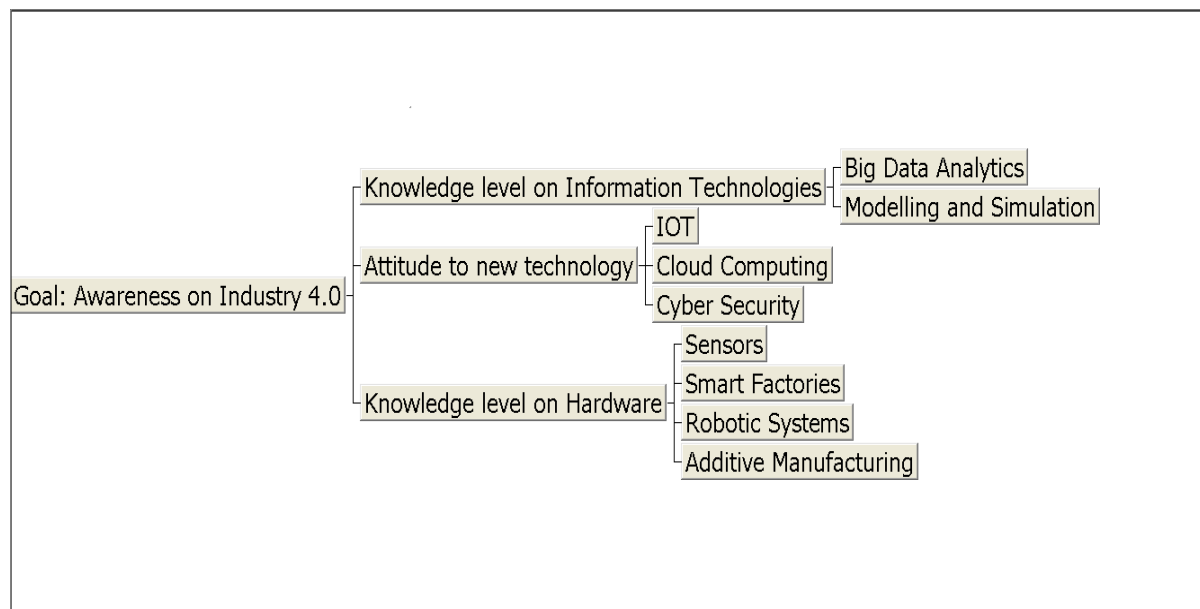 Big Data Analytics
Knowledge level on Information Technologies
Modelling and Simulation
IOT
Attitude to new technology
Cloud Computing
Goal: Awareness on Industry 4.0
Cyber Security
Sensors
Smart Factories
Knowledge level on Hardware
Robotic Systems
Additive Manufacturing